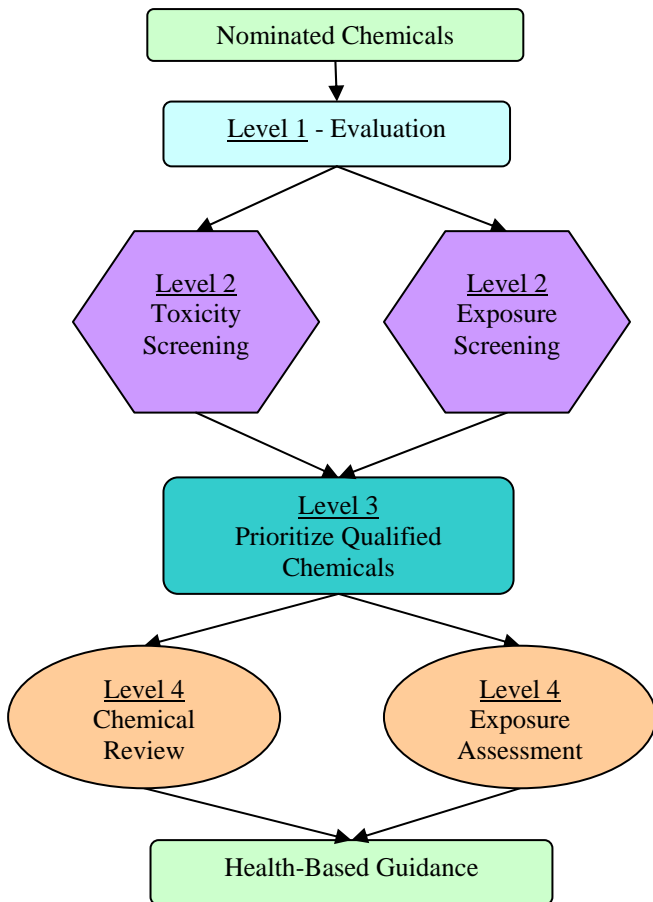 Nominated Chemicals
Level 1 - Evaluation
Level 2
Toxicity
Screening
Level 2
Exposure
Screening
Level 3
Prioritize Qualified
Chemicals
Level 4
Chemical
Review
Level 4
Exposure
Assessment
Health-Based Guidance